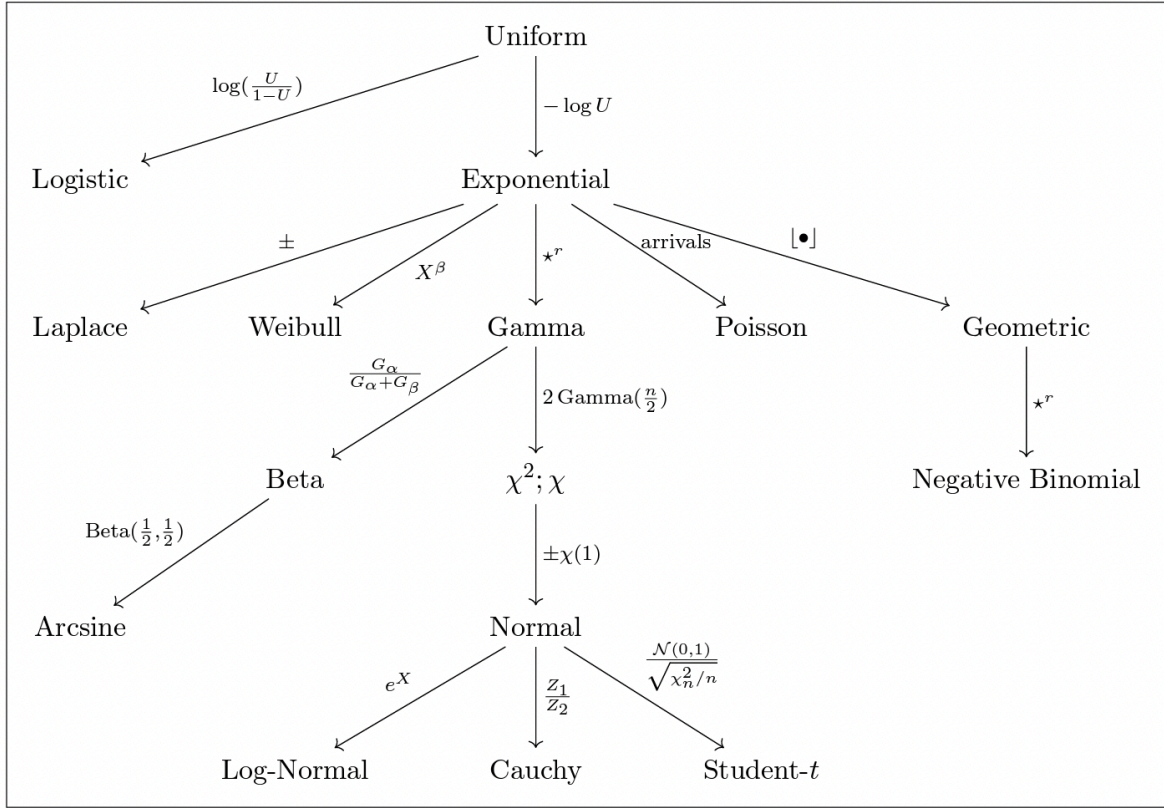 Uniform
log(U/(1−U))
− log U
Logistic
Exponential
±
X^β
⋆^r
arrivals
⌊•⌋
Laplace
Weibull
Gamma
Poisson
Geometric
G_α/(G_α+G_β)
2 Gamma(n/2)
⋆^r
Beta
χ²; χ
Negative Binomial
Beta(1/2,1/2)
±χ(1)
Arcsine
Normal
e^X
Z_1/Z_2
𝒩(0,1)/√(χ²_n/n)
Log-Normal
Cauchy
Student-t